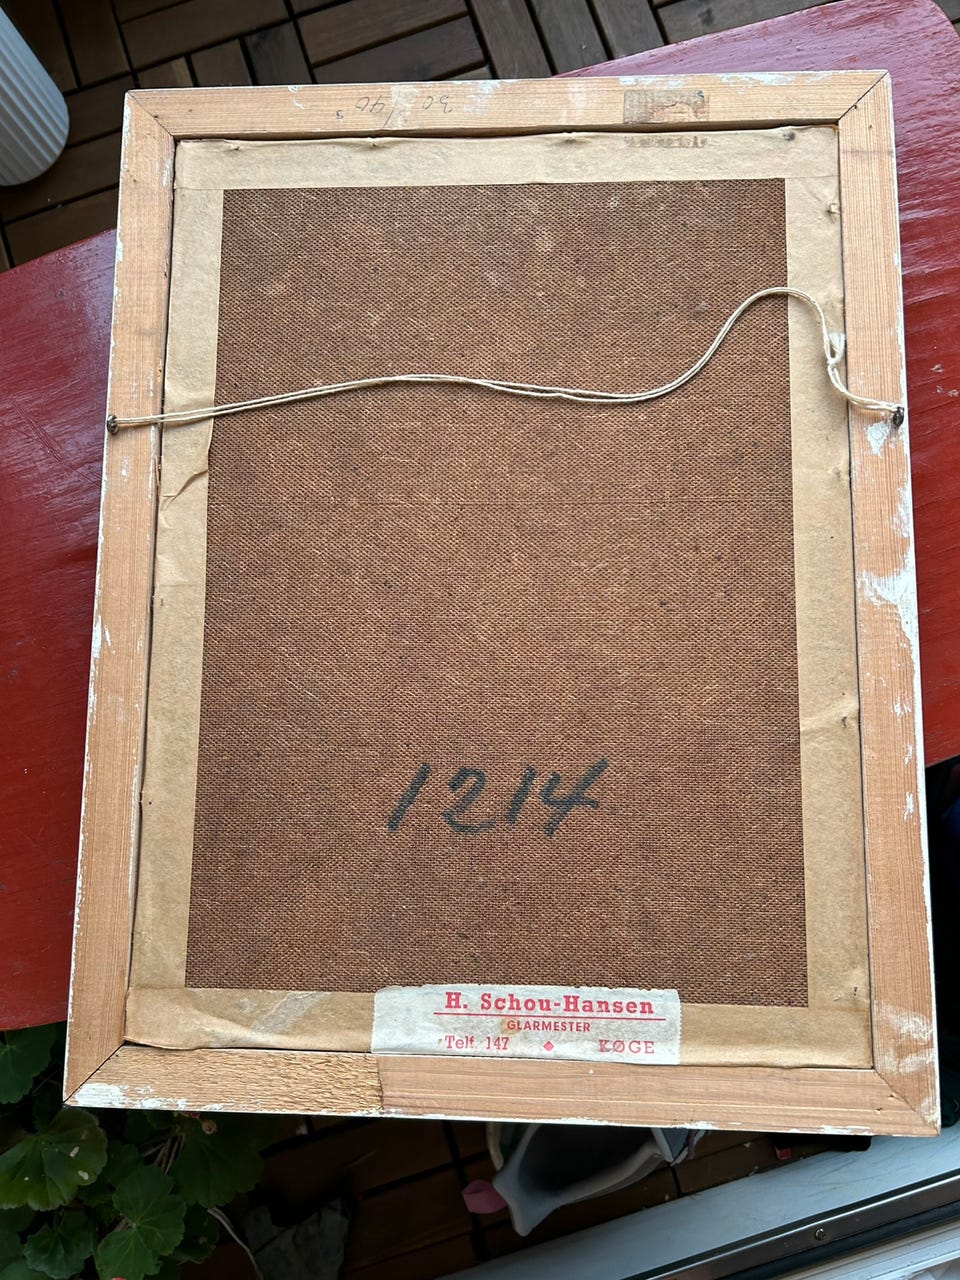 30/40
1214
H. Schou-Hansen
GLARMESTER
Telf. 147 ◆ KØGE